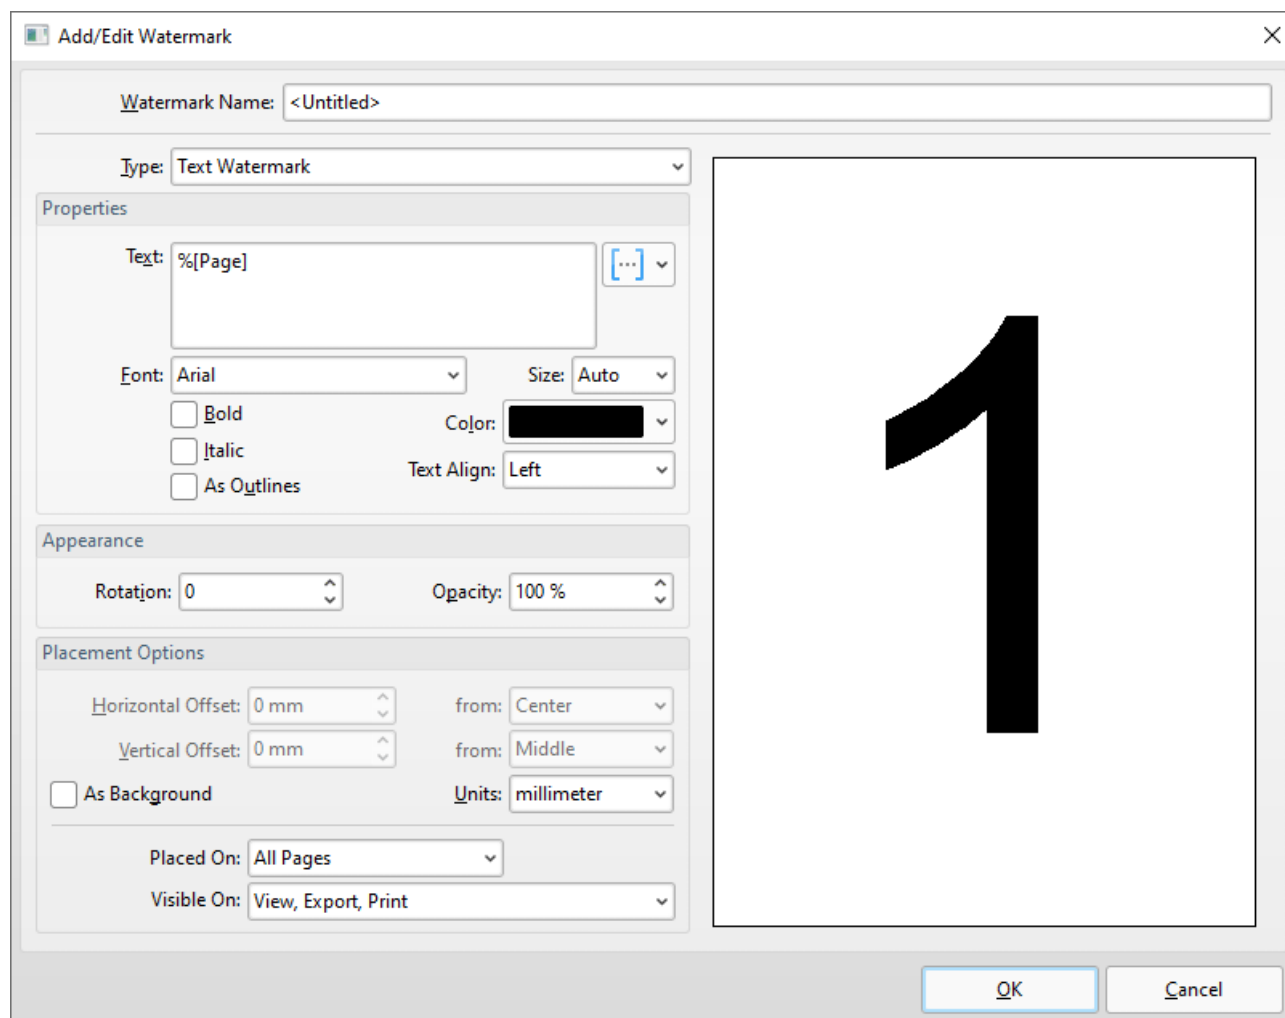 Add/Edit Watermark
Watermark Name: <Untitled>
Type: Text Watermark
Properties
Text: %[Page]
[...]
Font: Arial Size: Auto
Bold Color:
Italic
Text Align: Left
As Outlines
Appearance
Rotation: 0 Opacity: 100 %
Placement Options
Horizontal Offset: 0 mm from: Center
Vertical Offset: 0 mm from: Middle
As Background Units: millimeter
Placed On: All Pages
Visible On: View, Export, Print
1
OK Cancel